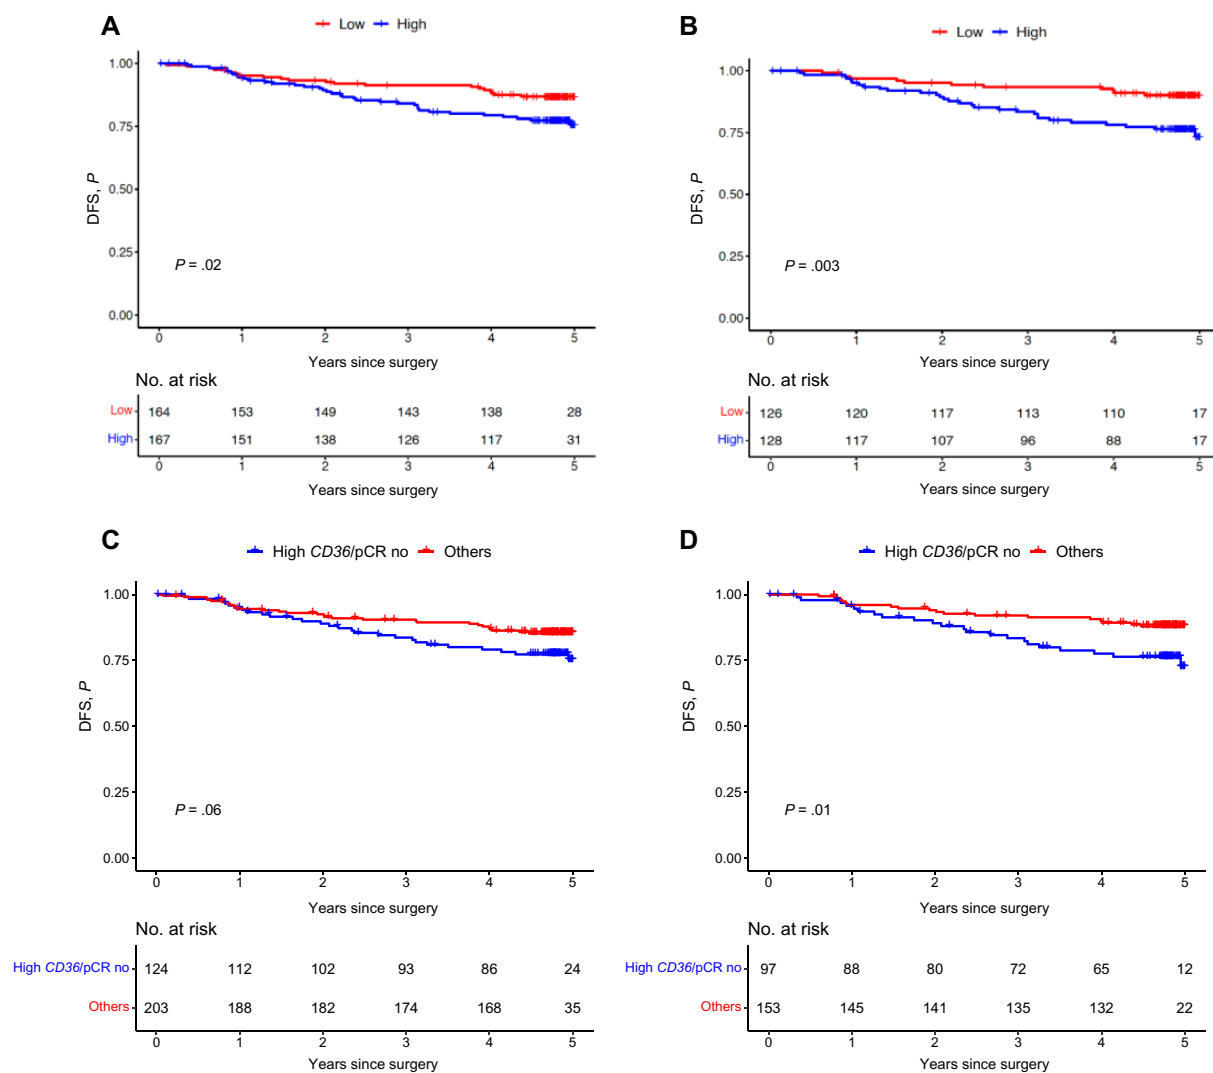 A
Low High
1.00
0.75
0.50
0.25
0.00
DFS, P
P = .02
0 1 2 3 4 5
Years since surgery
No. at risk
Low 164 153 149 143 138 28
High 167 151 138 126 117 31
0 1 2 3 4 5
Years since surgery
B
Low High
1.00
0.75
0.50
0.25
0.00
DFS, P
P = .003
0 1 2 3 4 5
Years since surgery
No. at risk
Low 126 120 117 113 110 17
High 128 117 107 96 88 17
0 1 2 3 4 5
Years since surgery
C
High CD36/pCR no Others
1.00
0.75
0.50
0.25
0.00
DFS, P
P = .06
0 1 2 3 4 5
Years since surgery
No. at risk
High CD36/pCR no 124 112 102 93 86 24
Others 203 188 182 174 168 35
0 1 2 3 4 5
Years since surgery
D
High CD36/pCR no Others
1.00
0.75
0.50
0.25
0.00
DFS, P
P = .01
0 1 2 3 4 5
Years since surgery
No. at risk
High CD36/pCR no 97 88 80 72 65 12
Others 153 145 141 135 132 22
0 1 2 3 4 5
Years since surgery